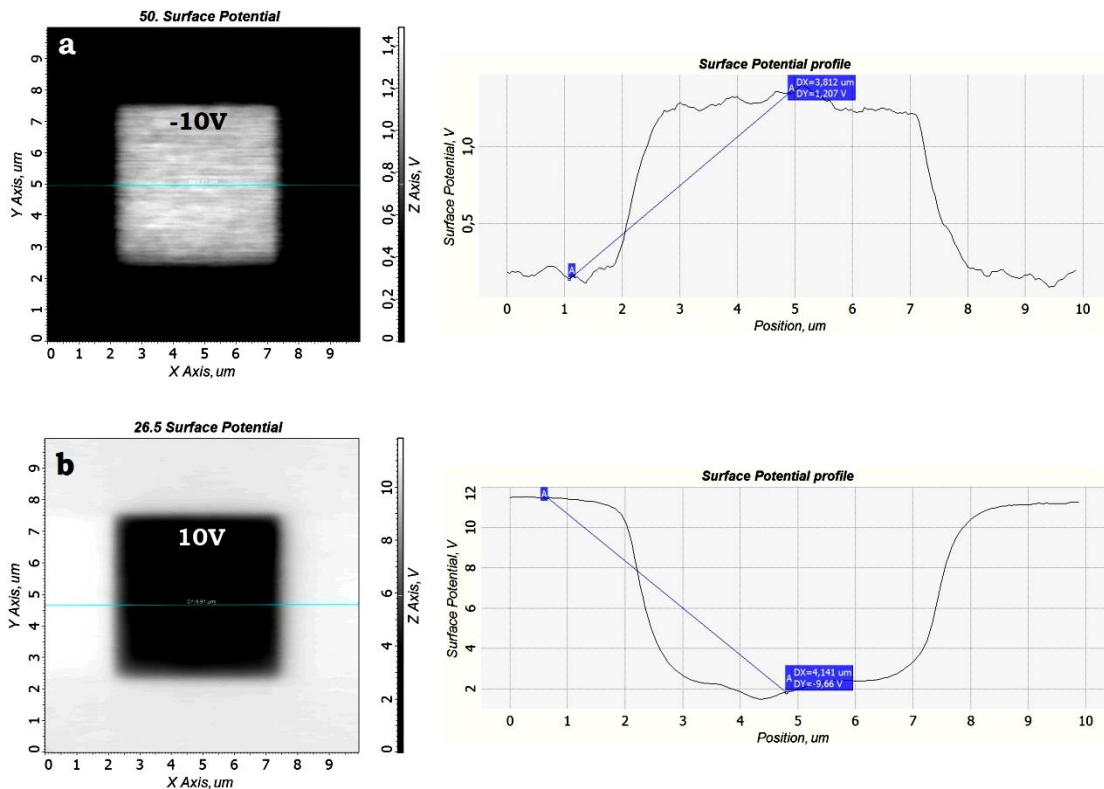 50. Surface Potential
a
-10V
Y Axis, um
0 1 2 3 4 5 6 7 8 9
0 1 2 3 4 5 6 7 8 9
X Axis, um
Z Axis, V
0 0,2 0,4 0,6 0,8 1,0 1,2 1,4
Surface Potential profile
A DX=3,812 um
DY=1,207 V
A
Surface Potential, V
1,0
0,5
0 1 2 3 4 5 6 7 8 9 10
Position, um
26.5 Surface Potential
b
10V
Y Axis, um
0 1 2 3 4 5 6 7 8 9
0 1 2 3 4 5 6 7 8 9
X Axis, um
Z Axis, V
0 2 4 6 8 10
Surface Potential profile
A
A DX=4,141 um
DY=-9,66 V
Surface Potential, V
12
10
8
6
4
2
0 1 2 3 4 5 6 7 8 9 10
Position, um